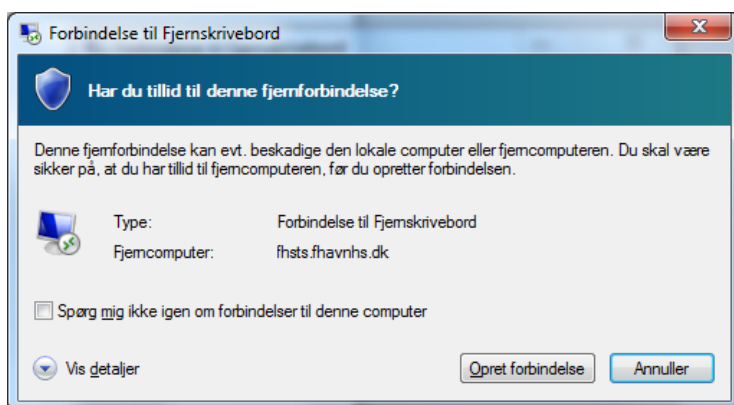 Forbindelse til Fjernskrivebord
Har du tillid til denne fjernforbindelse?
Denne fjernforbindelse kan evt. beskadige den lokale computer eller fjerncomputeren. Du skal være
sikker på, at du har tillid til fjerncomputeren, før du opretter forbindelsen.
Type: Forbindelse til Fjernskrivebord
Fjerncomputer: fhsts.fhavnhs.dk
Spørg mig ikke igen om forbindelser til denne computer
Vis detaljer Opret forbindelse Annuller